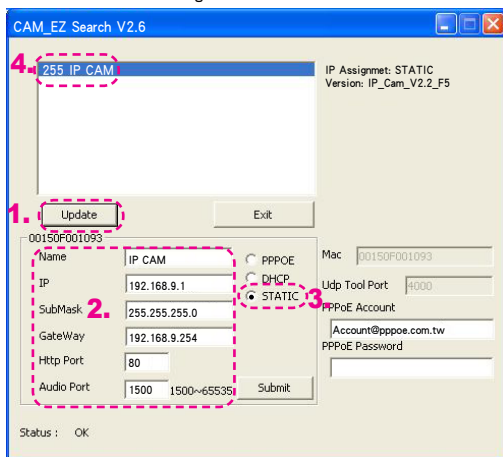 CAM_EZ Search V2.6
4.
255 IP CAM
IP Assignmet: STATIC
Version: IP_Cam_V2.2_F5
1.
Update
Exit
00150F001093
Name
IP CAM
IP
192.168.9.1
SubMask
255.255.255.0
GateWay
192.168.9.254
Http Port
80
Audio Port
1500
1500~65535
2.
PPPOE
DHCP
STATIC
3.
Submit
Mac
00150F001093
Udp Tool Port
4000
PPPoE Account
Account@pppoe.com.tw
PPPoE Password
Status : OK